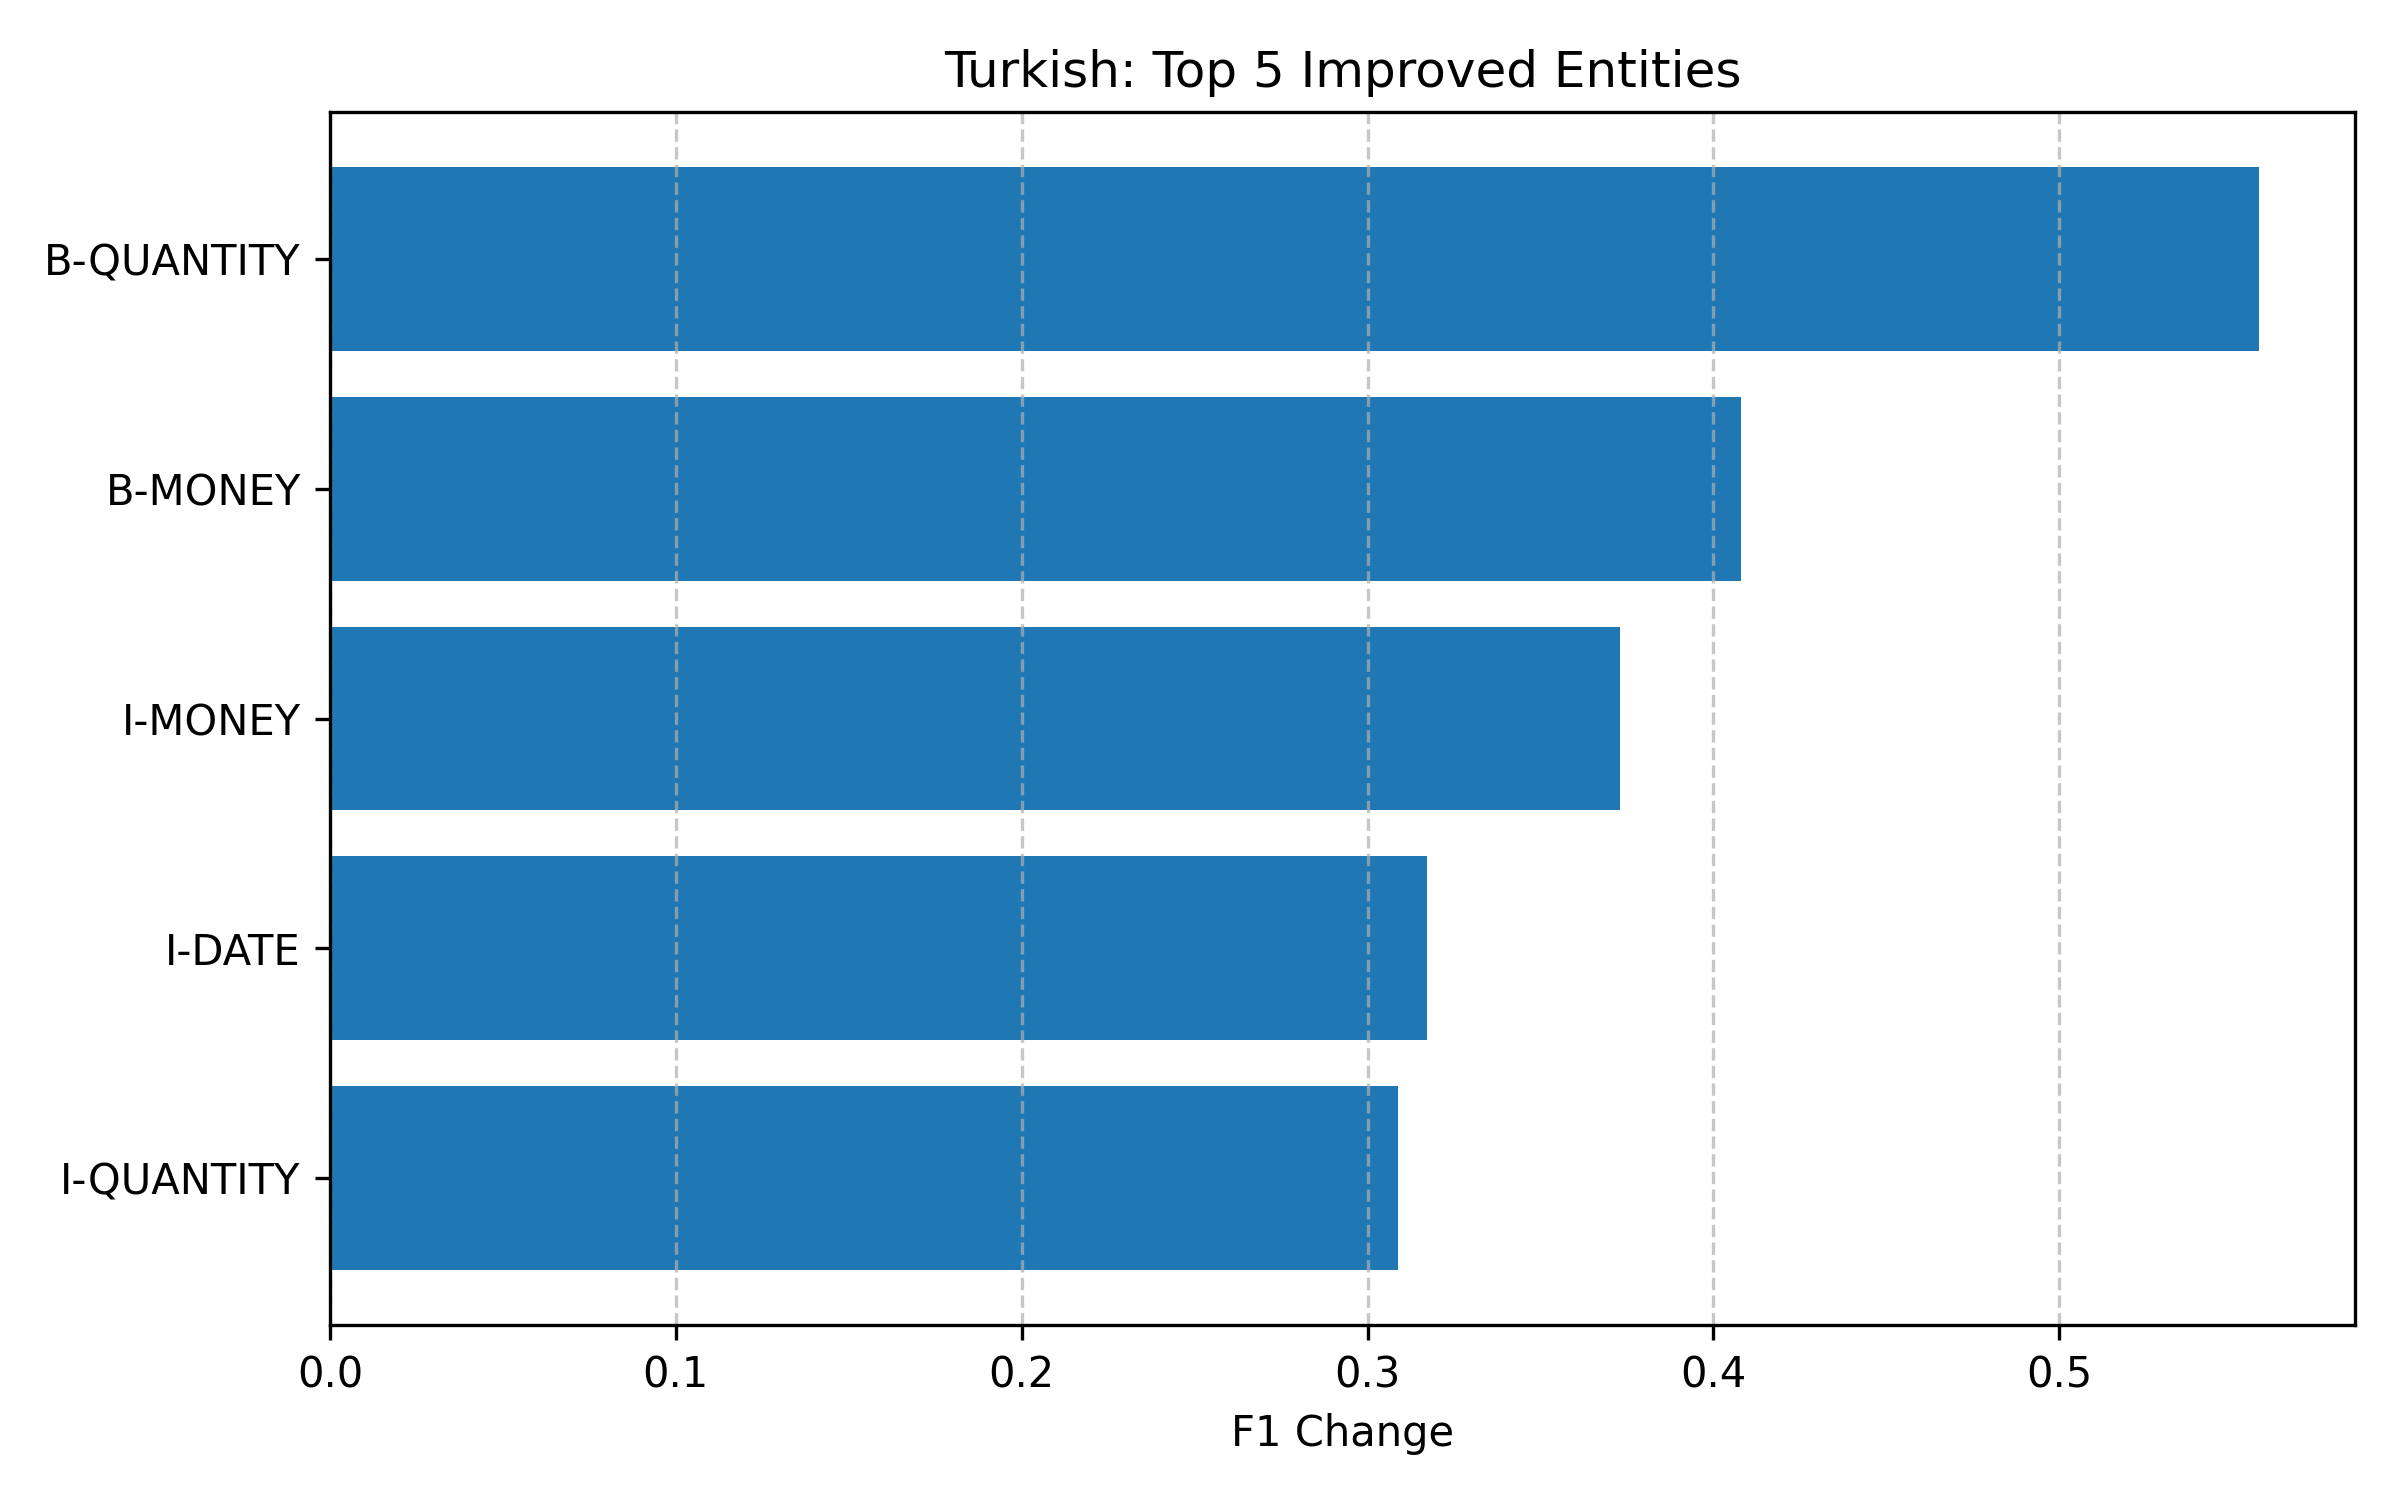 Turkish: Top 5 Improved Entities
B-QUANTITY
B-MONEY
I-MONEY
I-DATE
I-QUANTITY
0.0 0.1 0.2 0.3 0.4 0.5
F1 Change